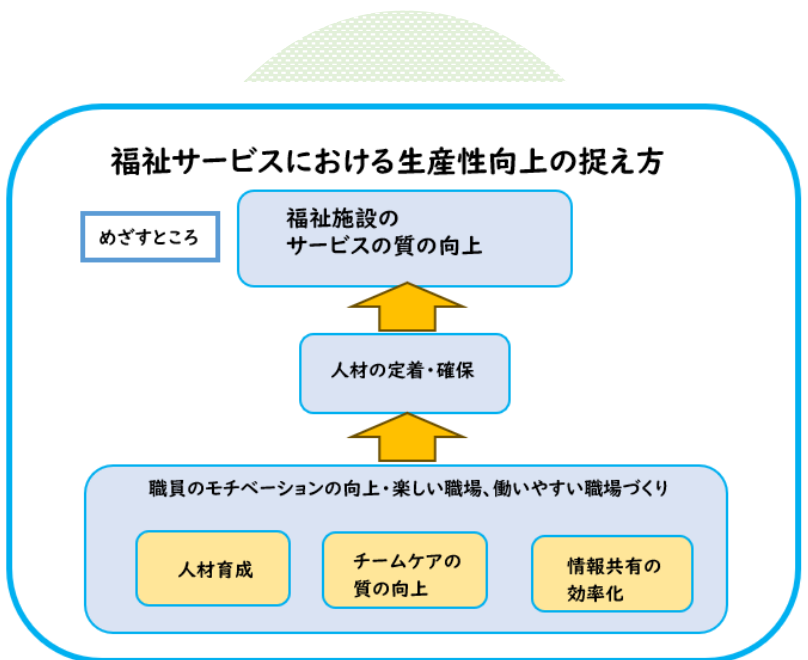 福祉サービスにおける生産性向上の捉え方
めざすところ
福祉施設の
サービスの質の向上
人材の定着・確保
職員のモチベーションの向上・楽しい職場、働いやすい職場づくり
人材育成
チームケアの
質の向上
情報共有の
効率化